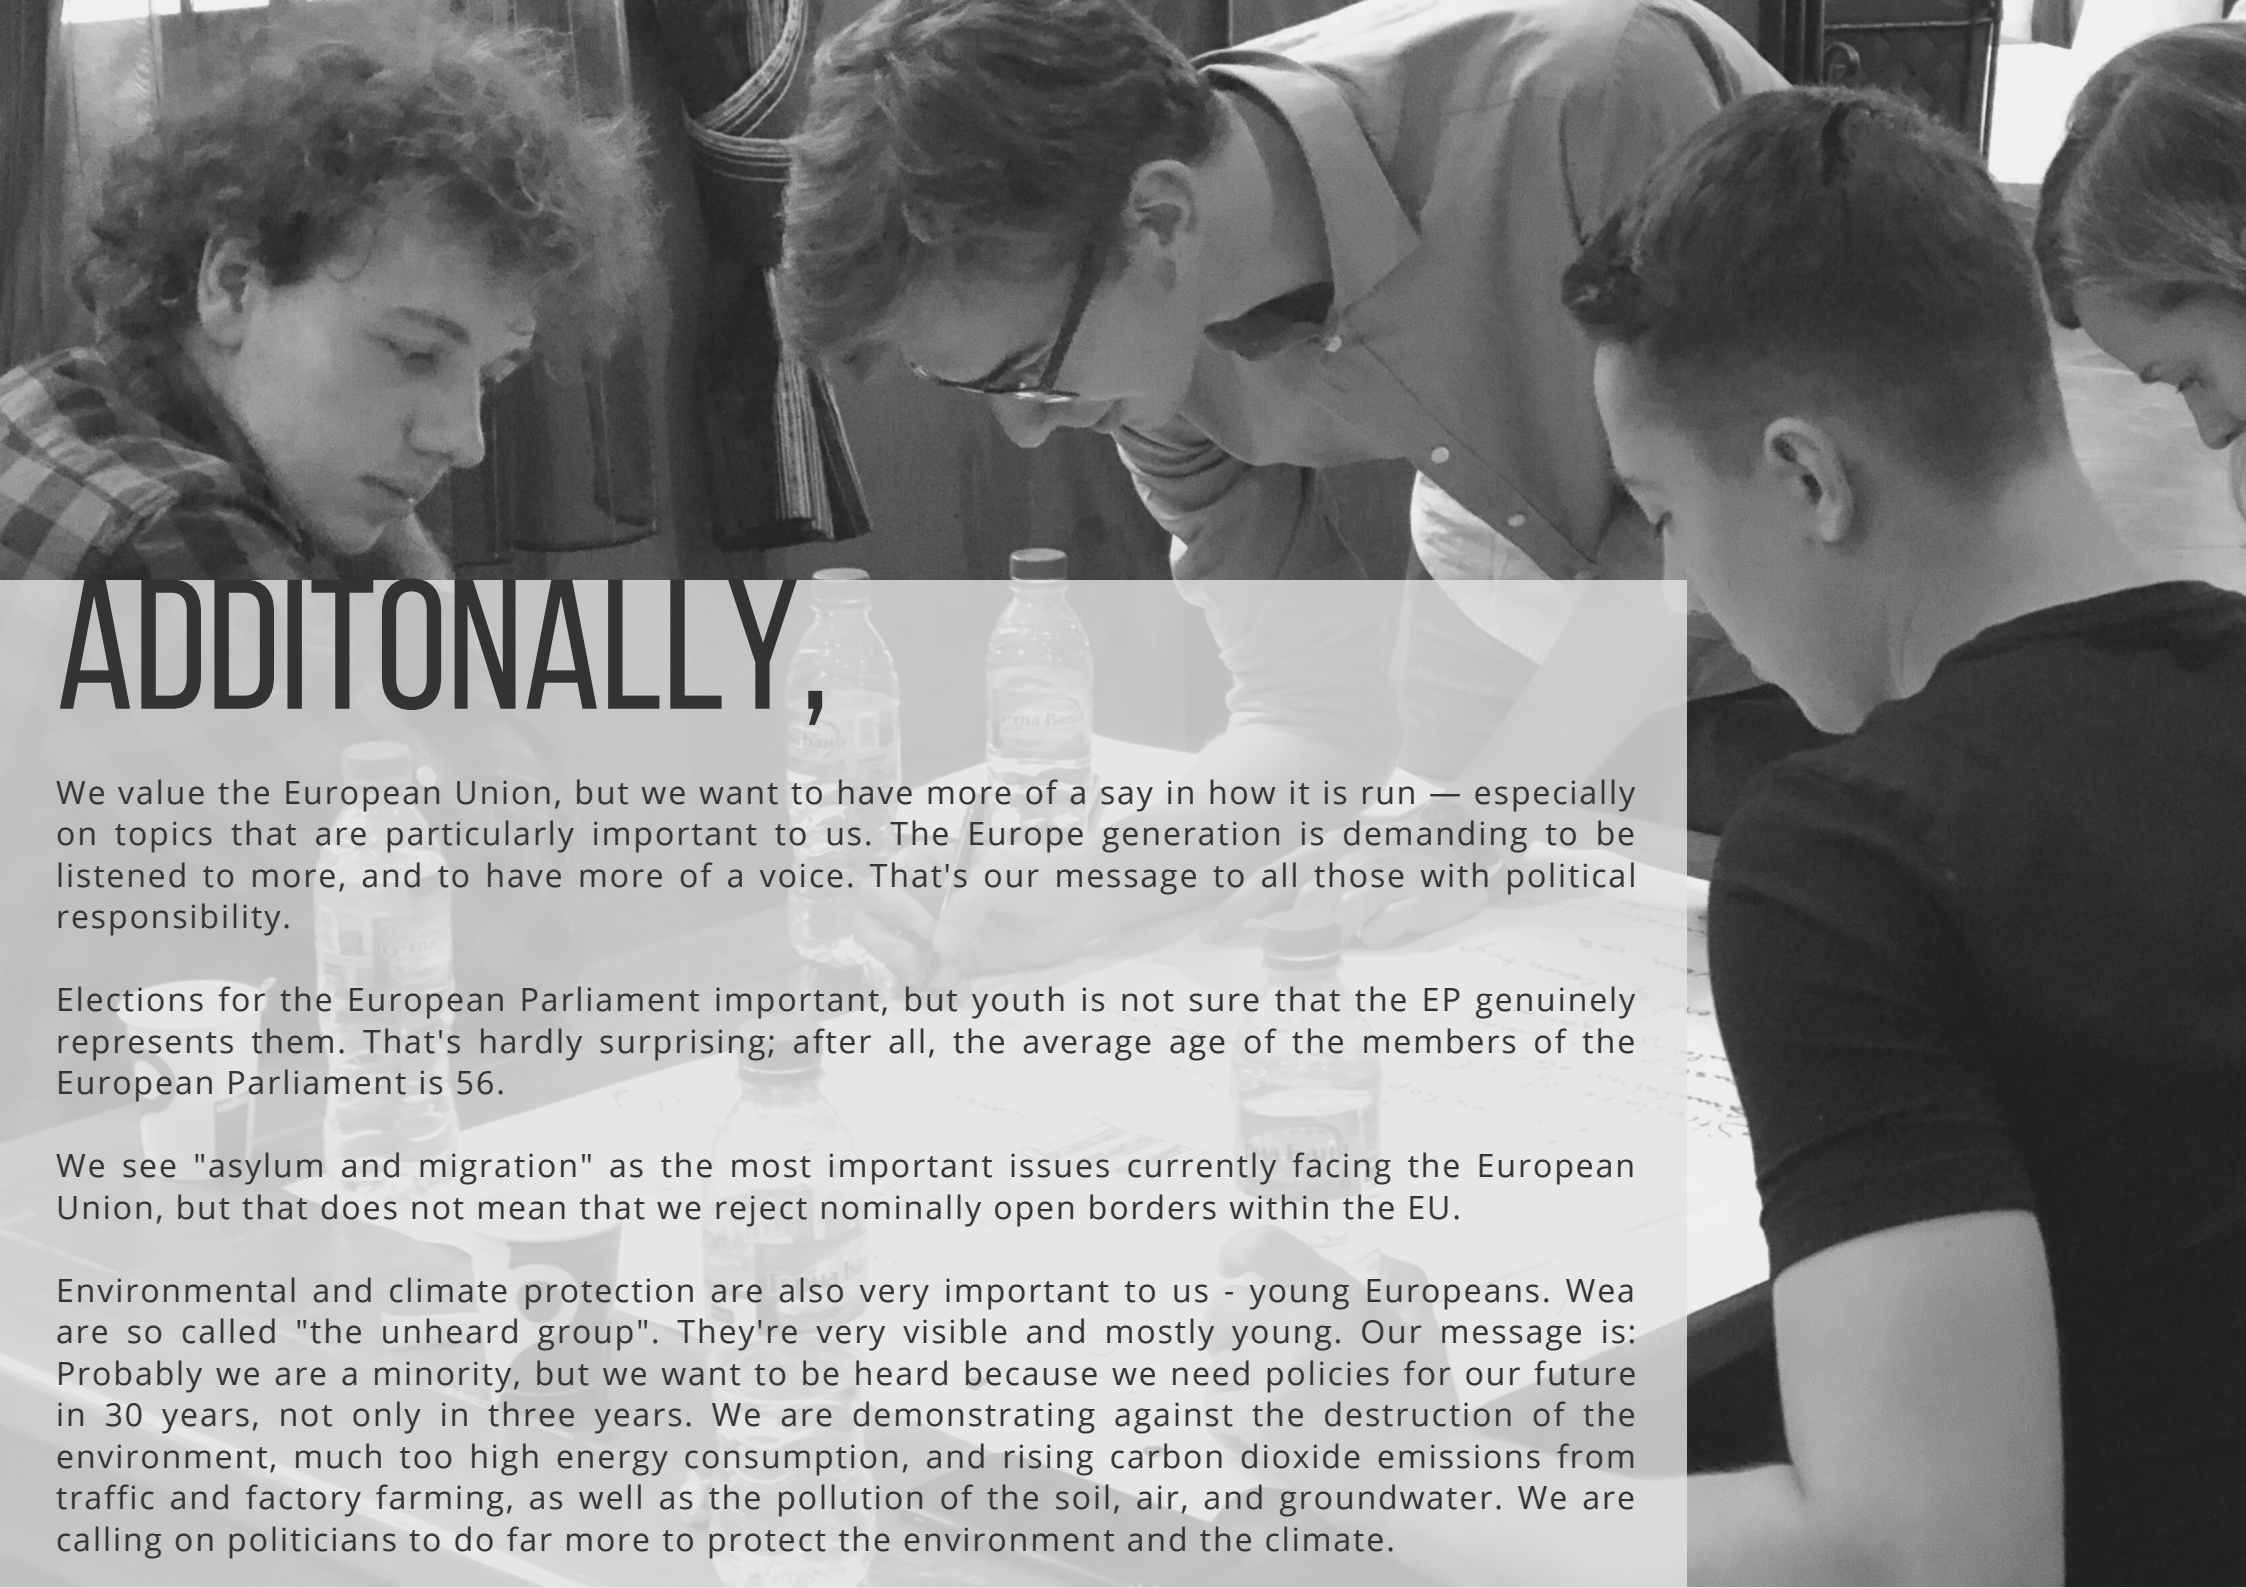 ADDITONALLY,
We value the European Union, but we want to have more of a say in how it is run — especially
on topics that are particularly important to us. The Europe generation is demanding to be
listened to more, and to have more of a voice. That's our message to all those with political
responsibility.
Elections for the European Parliament important, but youth is not sure that the EP genuinely
represents them. That's hardly surprising; after all, the average age of the members of the
European Parliament is 56.
We see "asylum and migration" as the most important issues currently facing the European
Union, but that does not mean that we reject nominally open borders within the EU.
Environmental and climate protection are also very important to us - young Europeans. Wea
are so called "the unheard group". They're very visible and mostly young. Our message is:
Probably we are a minority, but we want to be heard because we need policies for our future
in 30 years, not only in three years. We are demonstrating against the destruction of the
environment, much too high energy consumption, and rising carbon dioxide emissions from
traffic and factory farming, as well as the pollution of the soil, air, and groundwater. We are
calling on politicians to do far more to protect the environment and the climate.